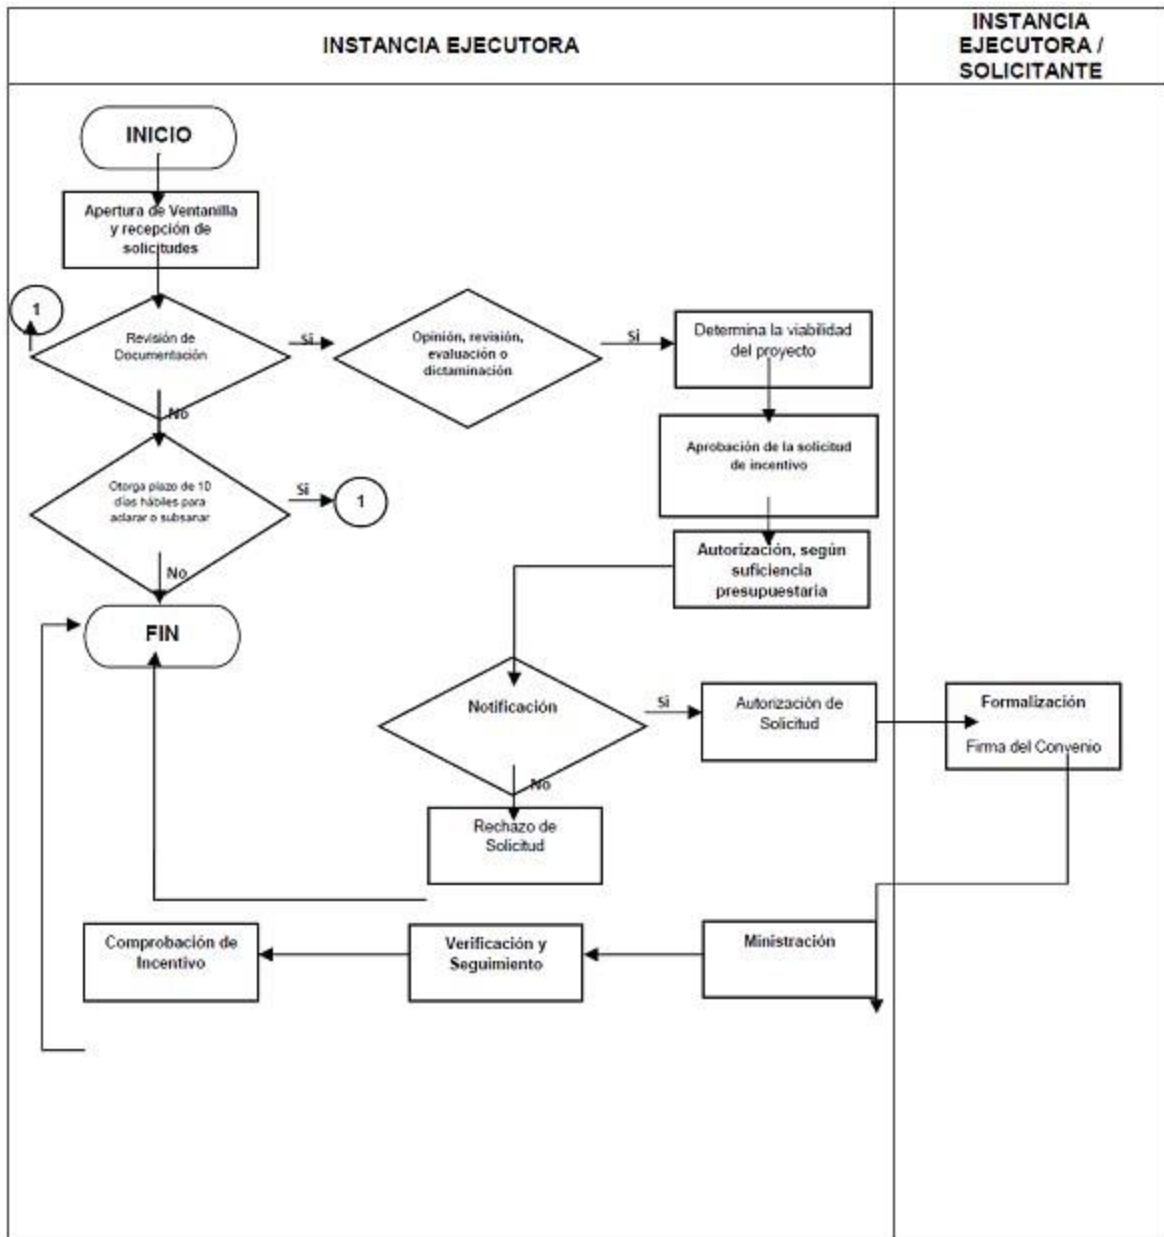 INSTANCIA EJECUTORA
INSTANCIA
EJECUTORA /
SOLICITANTE
INICIO
Apertura de Ventanilla
y recepción de
solicitudes
1
Revisión de
Documentación
Si
Opinión, revisión,
evaluación o
dictaminación
Si
Determina la viabilidad
del proyecto
No
Aprobación de la solicitud
de incentivo
Otorga plazo de 10
días hábiles para
aclarar o subsanar
Si
1
Autorización, según
suficiencia
presupuestaria
No
FIN
Notificación
Si
Autorización de
Solicitud
Formalización
Firma del Convenio
No
Rechazo de
Solicitud
Comprobación de
Incentivo
Verificación y
Seguimiento
Ministración